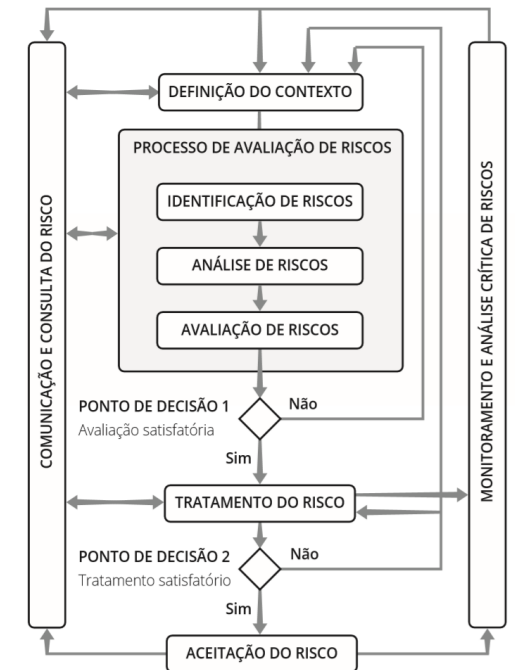 DEFINIÇÃO DO CONTEXTO
PROCESSO DE AVALIAÇÃO DE RISCOS
IDENTIFICAÇÃO DE RISCOS
ANÁLISE DE RISCOS
AVALIAÇÃO DE RISCOS
PONTO DE DECISÃO 1
Avaliação satisfatória
Não
Sim
TRATAMENTO DO RISCO
PONTO DE DECISÃO 2
Tratamento satisfatório
Não
Sim
ACEITAÇÃO DO RISCO
COMUNICAÇÃO E CONSULTA DO RISCO
MONITORAMENTO E ANÁLISE CRÍTICA DE RISCOS